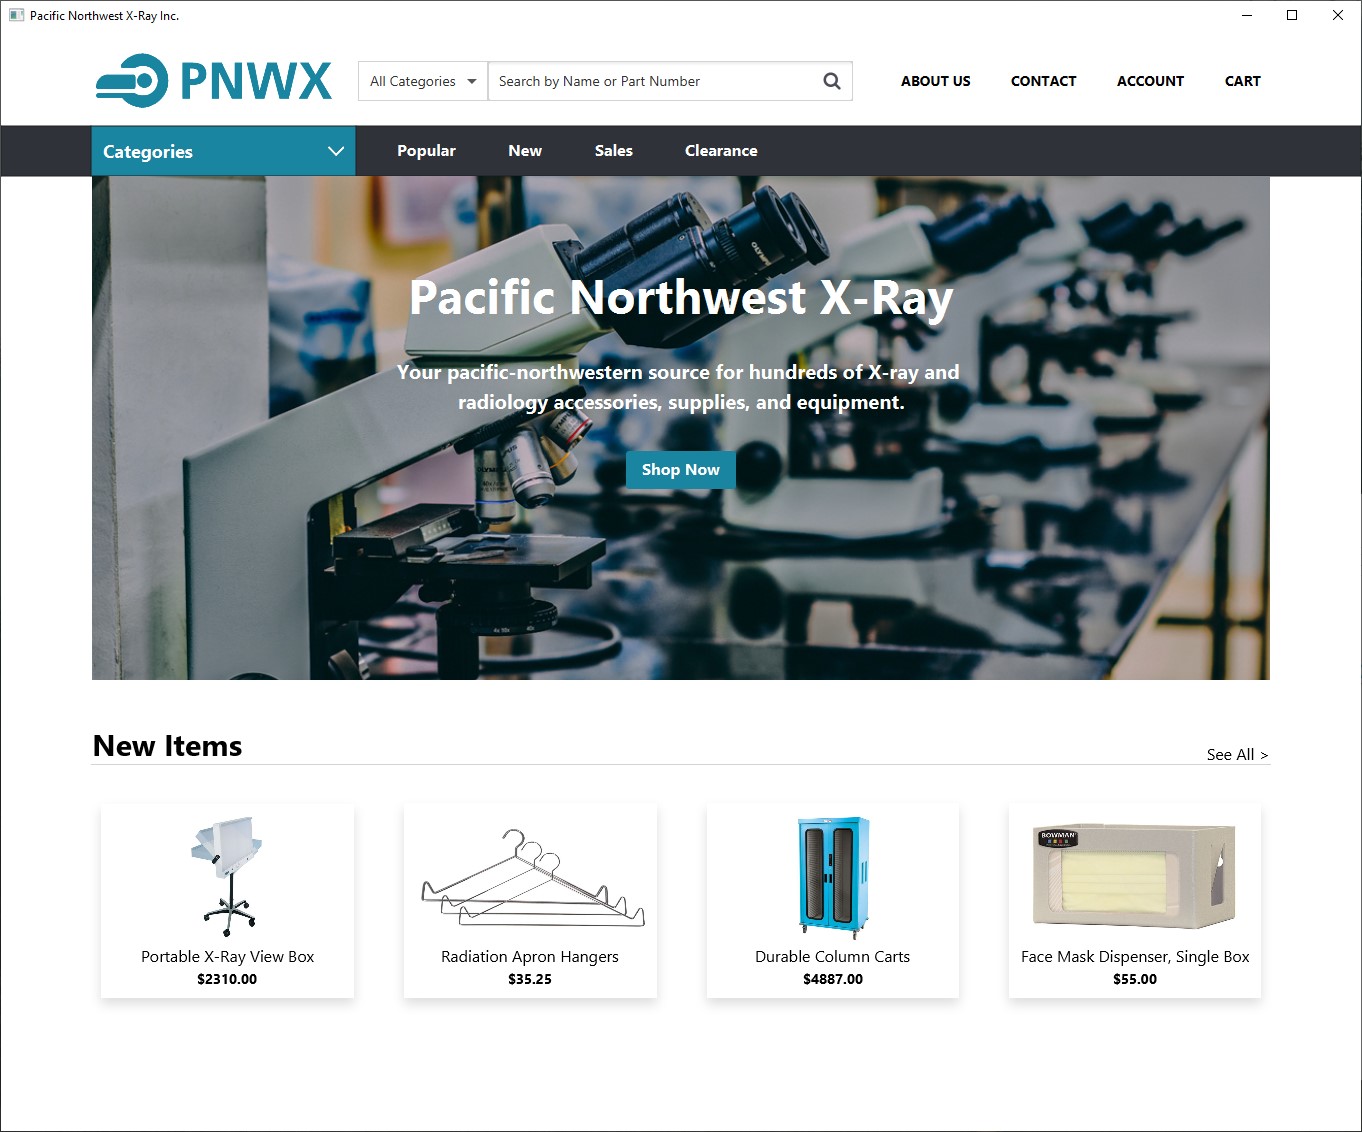 Pacific Northwest X-Ray Inc.
PNWX
All Categories
Search by Name or Part Number
ABOUT US
CONTACT
ACCOUNT
CART
Categories
Popular
New
Sales
Clearance
OLYMPUS
Pacific Northwest X-Ray
Your pacific-northwestern source for hundreds of X-ray and
radiology accessories, supplies, and equipment.
Shop Now
New Items
See All >
Portable X-Ray View Box
$2310.00
Radiation Apron Hangers
$35.25
Durable Column Carts
$4887.00
BOWMAN
Face Mask Dispenser, Single Box
$55.00